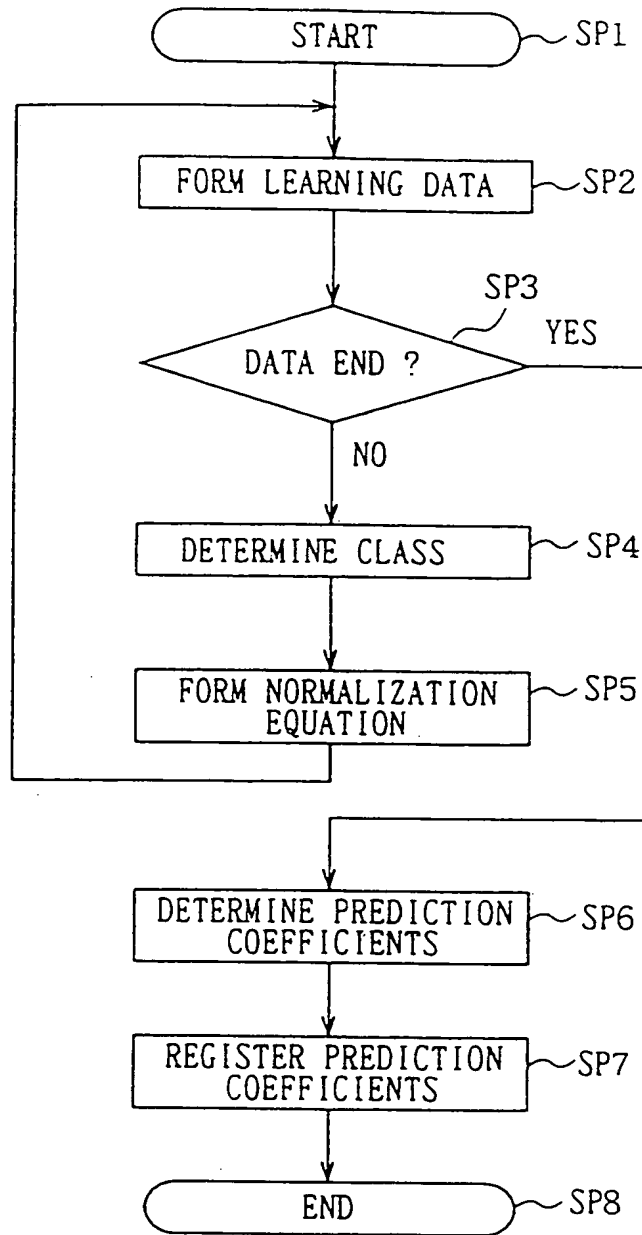 START
SP1
FORM LEARNING DATA
SP2
SP3
YES
DATA END ?
NO
DETERMINE CLASS
SP4
FORM NORMALIZATION
EQUATION
SP5
DETERMINE PREDICTION
COEFFICIENTS
SP6
REGISTER PREDICTION
COEFFICIENTS
SP7
END
SP8